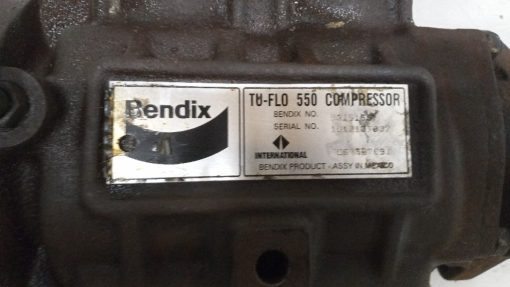 Bendix
TU-FLO 550 COMPRESSOR
BENDIX NO.
SERIAL NO.
INTERNATIONAL
BENDIX PRODUCT - ASSY IN MEXICO